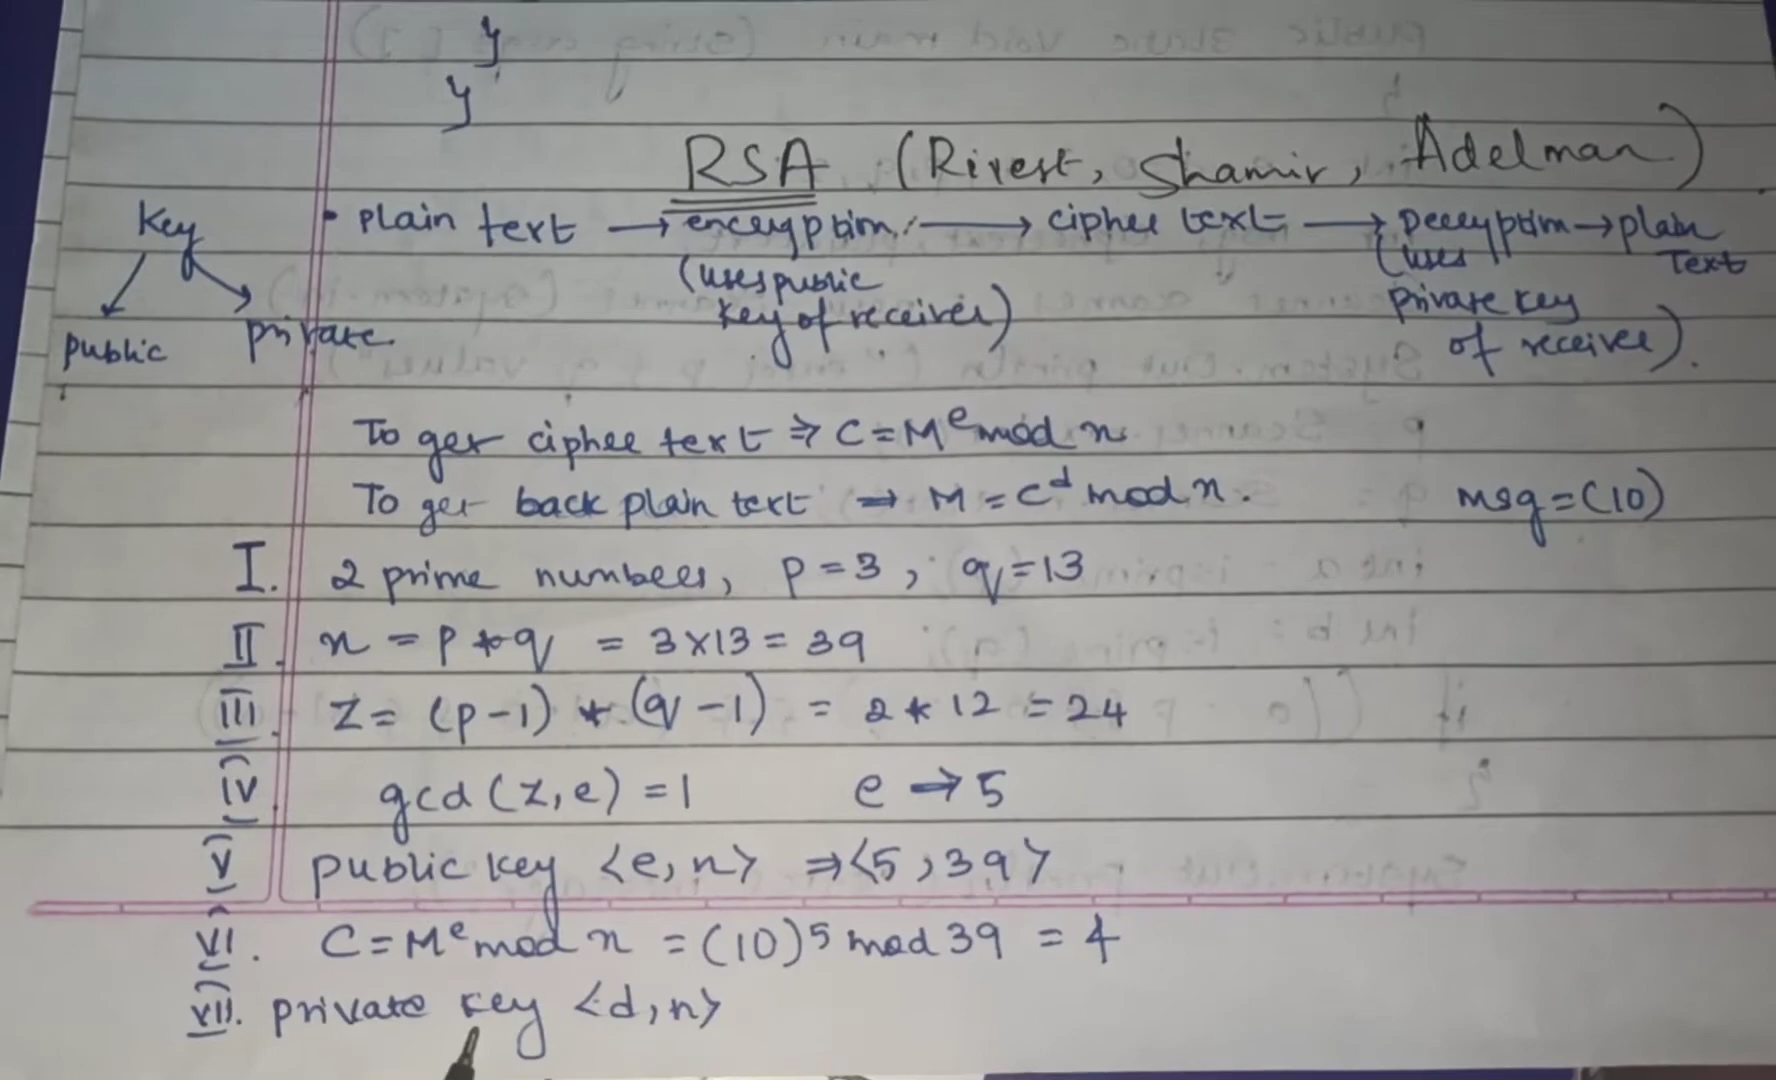 y
y
RSA (Rivest, Shamir, Adelman)
Key
public
private
• plain text → encryption → cipher text → Decryption → plain Text
(uses public key of receiver)
(uses private key of receiver).
To get cipher text ⇒ C = M^e mod n
To get back plain text ⇒ M = C^d mod n.
msg = (10)
I. 2 prime numbers, p = 3, q = 13
II. n = p * q = 3 x 13 = 39
III. Z = (p-1) * (q-1) = 2 * 12 = 24
IV gcd (z, e) = 1 e → 5
V public key <e, n> ⇒ <5, 39>
VI. C = M^e mod n = (10)^5 mod 39 = 4
VII. private key <d, n>